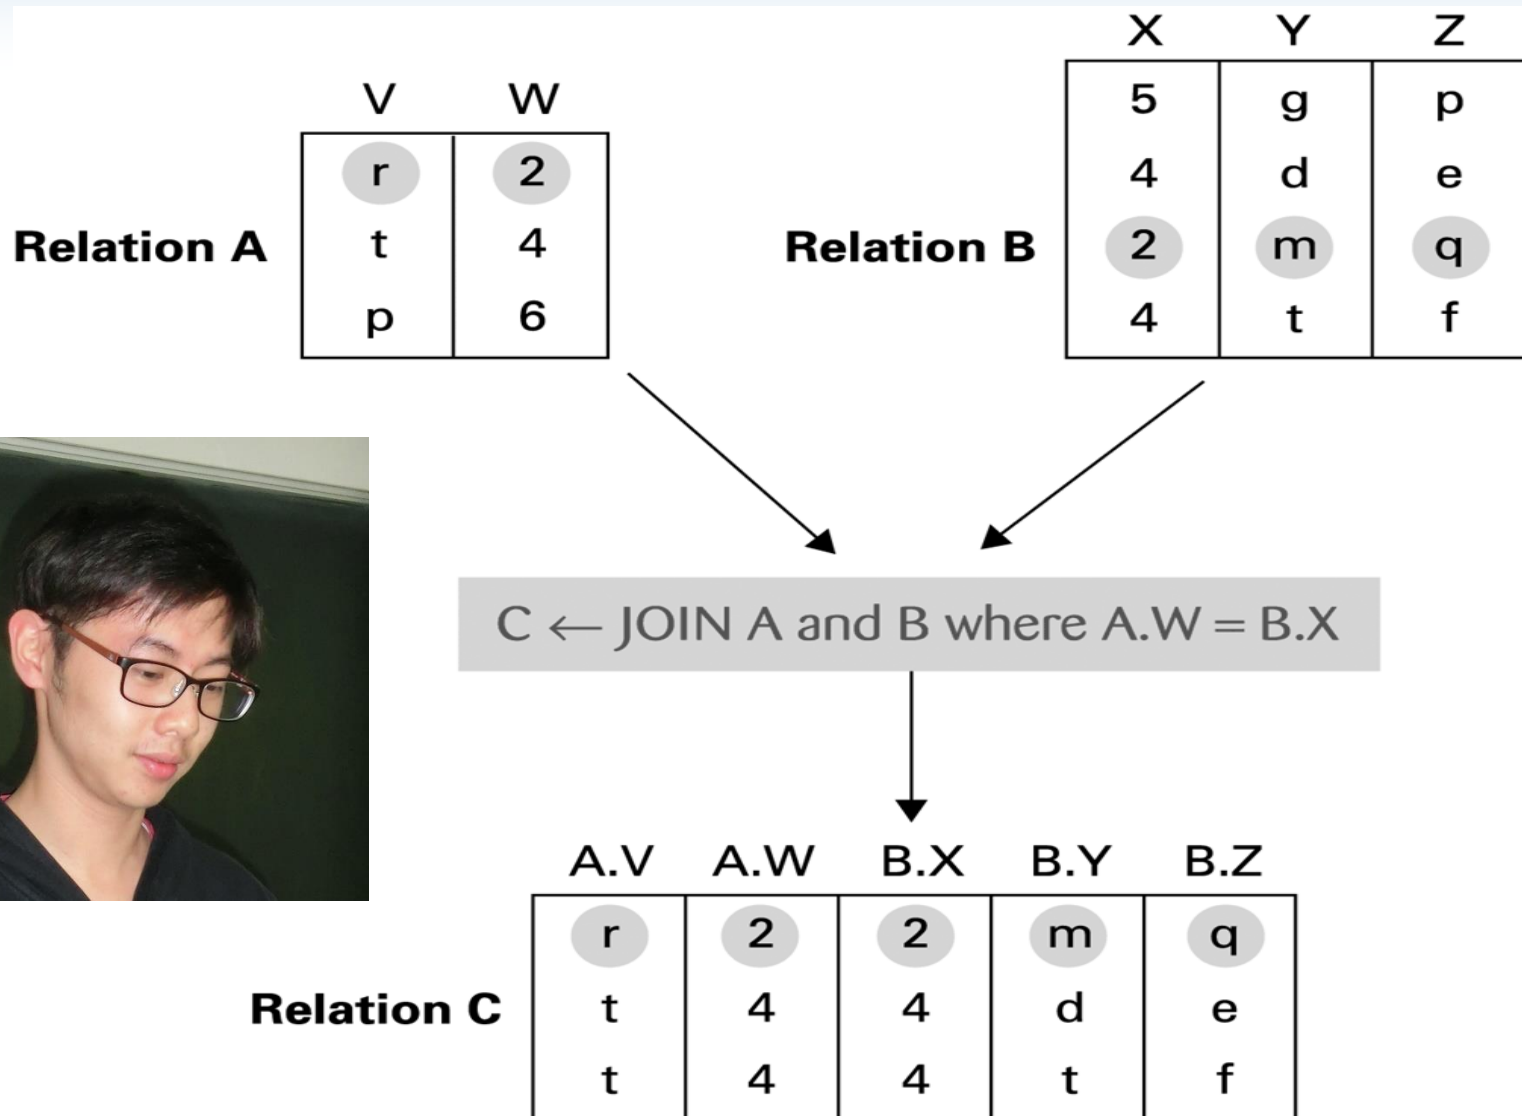 X Y Z
V W
5 g p
r 2
4 d e
Relation A
t 4
Relation B
2 m q
p 6
4 t f
C ← JOIN A and B where A.W = B.X
A.V A.W B.X B.Y B.Z
r 2 2 m q
Relation C
t 4 4 d e
t 4 4 t f